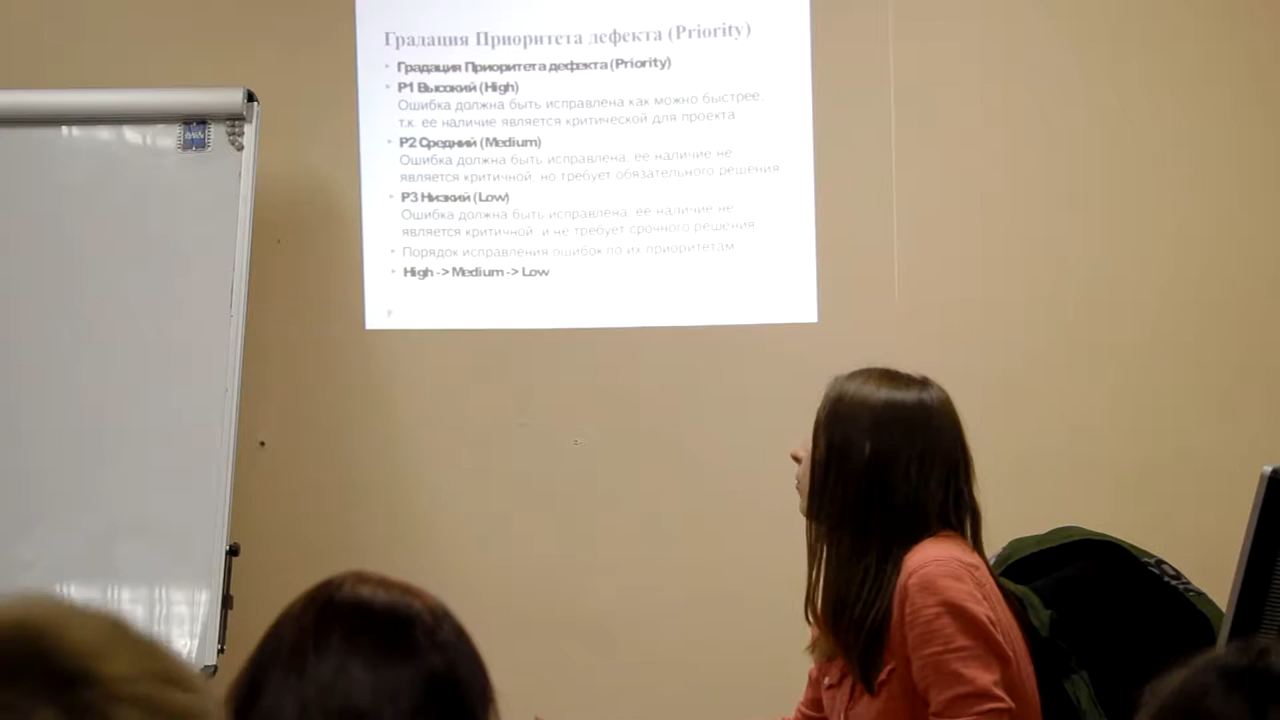 Градация Приоритета дефекта (Priority)
Градация Приоритета дефекта (Priority)
P1 Высокий (High)
Ошибка должна быть исправлена как можно быстрее,
т.к. ее наличие является критической для проекта.
P2 Средний (Medium)
Ошибка должна быть исправлена, ее наличие не
является критичной, но требует обязательного решения.
P3 Низкий (Low)
Ошибка должна быть исправлена, ее наличие не
является критичной, и не требует срочного решения.
Порядок исправления ошибок по их приоритетам
High -> Medium -> Low